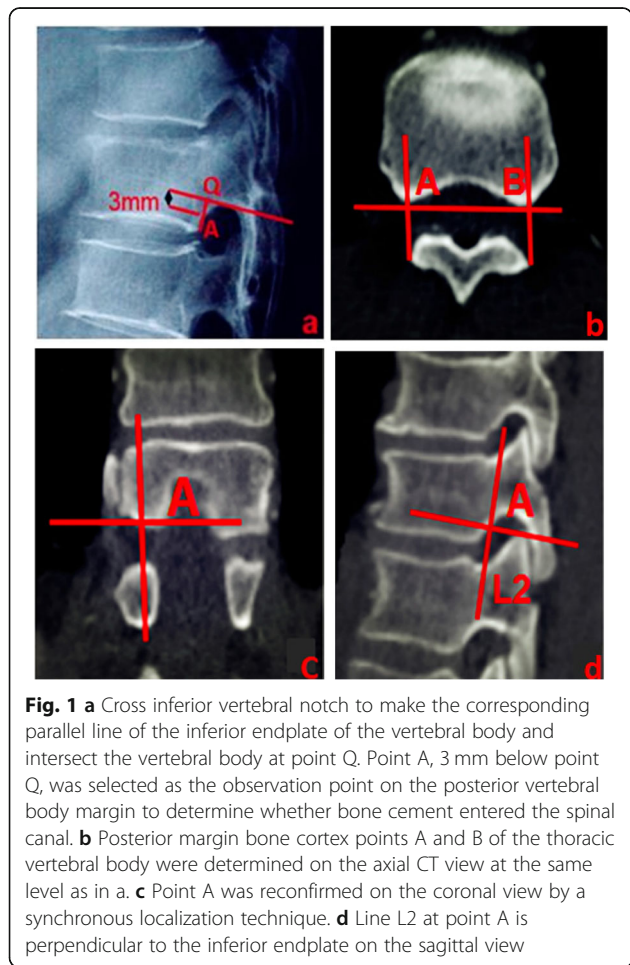 Q
3mm
A
a
A
B
b
A
C
A
L2
d
Fig. 1 a Cross inferior vertebral notch to make the corresponding
parallel line of the inferior endplate of the vertebral body and
intersect the vertebral body at point Q. Point A, 3 mm below point
Q, was selected as the observation point on the posterior vertebral
body margin to determine whether bone cement entered the spinal
canal. b Posterior margin bone cortex points A and B of the thoracic
vertebral body were determined on the axial CT view at the same
level as in a. c Point A was reconfirmed on the coronal view by a
synchronous localization technique. d Line L2 at point A is
perpendicular to the inferior endplate on the sagittal view